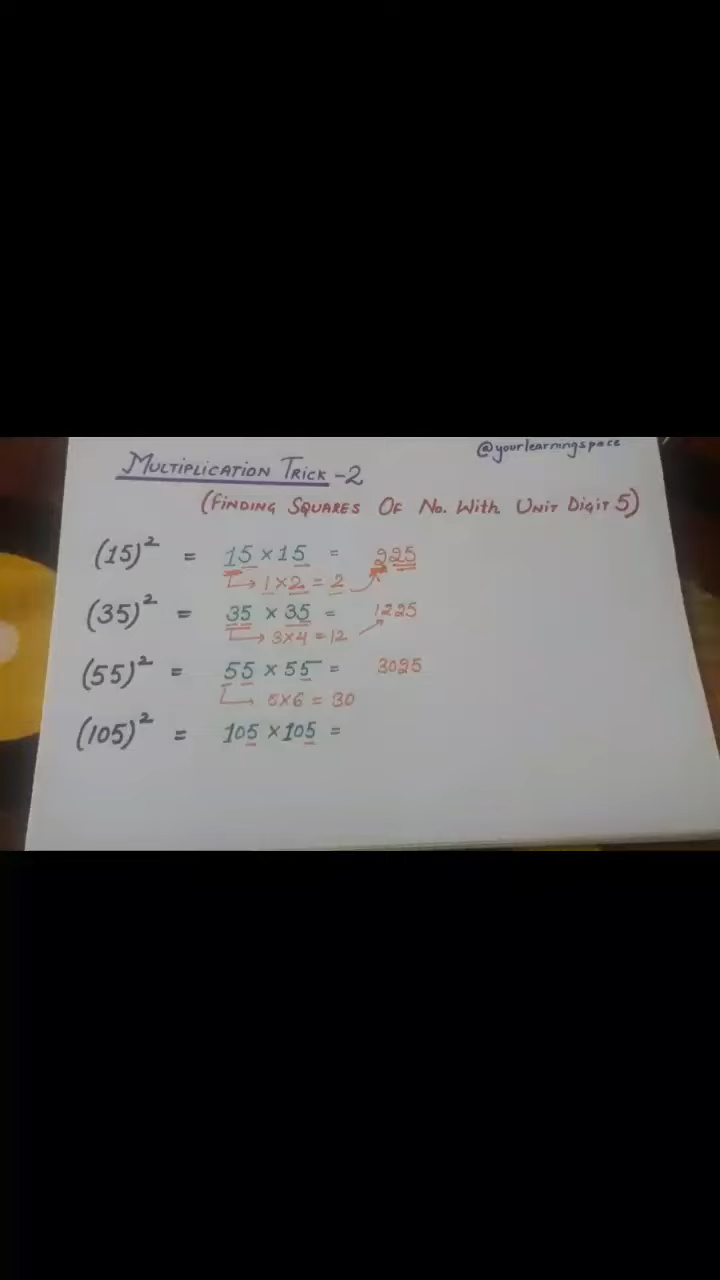 @yourlearningspace
MULTIPLICATION TRICK -2
(FINDING SQUARES OF NO. WITH UNIT DIGIT 5)
(15)² = 15 × 15 = 225
1×2 = 2
(35)² = 35 × 35 = 1225
3×4 = 12
(55)² = 55 × 55 = 3025
5×6 = 30
(105)² = 105 × 105 =